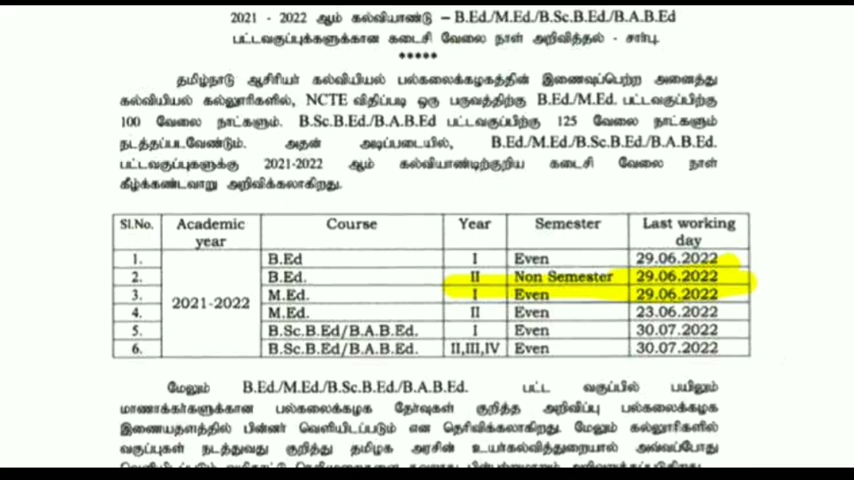 2021 - 2022 ஆம் கல்வியாண்டு – B.Ed./M.Ed./B.Sc.B.Ed/B.A.B.Ed
பட்டவகுப்புக்களுக்கான கடைசி வேலை நாள் அறிவித்தல் - சார்பு.
*****
தமிழ்நாடு ஆசிரியர் கல்வியியல் பல்கலைக்கழகத்தின் இணைவுப்பெற்ற அனைத்து
கல்வியியல் கல்லூரிகளில், NCTE விதிப்படி ஒரு பருவத்திற்கு B.Ed./M.Ed. பட்டவகுப்பிற்கு
100 வேலை நாட்களும். B.Sc.B.Ed/B.A.B.Ed பட்டவகுப்பிற்கு 125 வேலை நாட்களும்
நடத்தப்படவேண்டும். அதன் அடிப்படையில், B.Ed./M.Ed./B.Sc.B.Ed/B.A.B.Ed.
பட்டவகுப்புகளுக்கு 2021-2022 ஆம் கல்வியாண்டிற்குரிய கடைசி வேலை நாள்
கீழ்க்கண்டவாறு அறிவிக்கலாகிறது.
Sl.No. Academic year Course Year Semester Last working day
1. 2021-2022 B.Ed I Even 29.06.2022
2. B.Ed. II Non Semester 29.06.2022
3. M.Ed. I Even 29.06.2022
4. M.Ed. II Even 23.06.2022
5. B.Sc.B.Ed/B.A.B.Ed. I Even 30.07.2022
6. B.Sc.B.Ed/B.A.B.Ed. II,III,IV Even 30.07.2022
மேலும் B.Ed./M.Ed./B.Sc.B.Ed./B.A.B.Ed. பட்ட வகுப்பில் பயிலும்
மாணாக்கர்களுக்கான பல்கலைக்கழக தேர்வுகள் குறித்த அறிவிப்பு பல்கலைக்கழக
இணையதளத்தில் பின்னர் வெளியிடப்படும் என தெரிவிக்கலாகிறது. மேலும் கல்லூரிகளில்
வகுப்புகள் நடத்துவது குறித்து தமிழக அரசின் உயர்கல்வித்துறையால் அவ்வப்போது